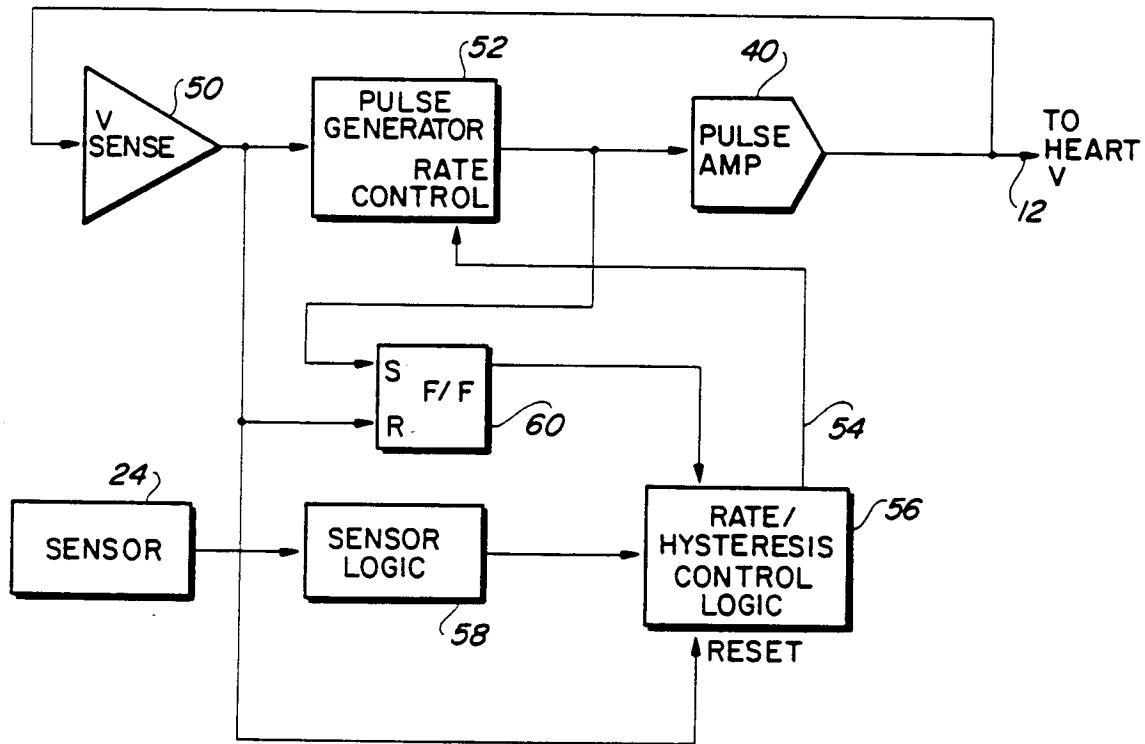 52
40
50
V
SENSE
PULSE
GENERATOR
RATE
CONTROL
PULSE
AMP
TO
HEART
V
12
S
F/F
R
60
54
24
SENSOR
SENSOR
LOGIC
58
RATE/
HYSTERESIS
CONTROL
LOGIC
56
RESET